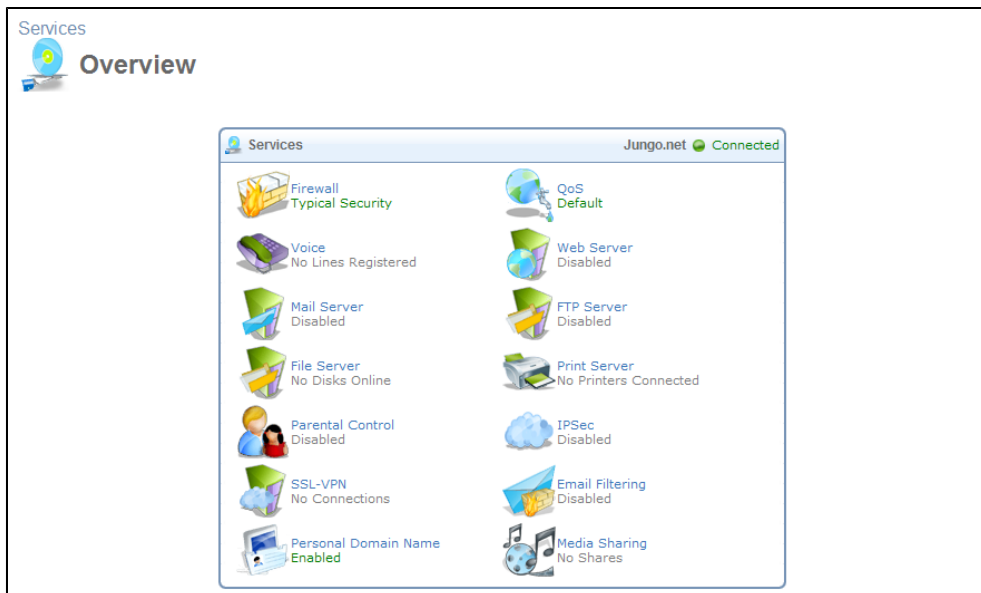 Services
Overview
Services
Jungo.net Connected
Firewall
Typical Security
QoS
Default
Voice
No Lines Registered
Web Server
Disabled
Mail Server
Disabled
FTP Server
Disabled
File Server
No Disks Online
Print Server
No Printers Connected
Parental Control
Disabled
IPSec
Disabled
SSL-VPN
No Connections
Email Filtering
Disabled
Personal Domain Name
Enabled
Media Sharing
No Shares